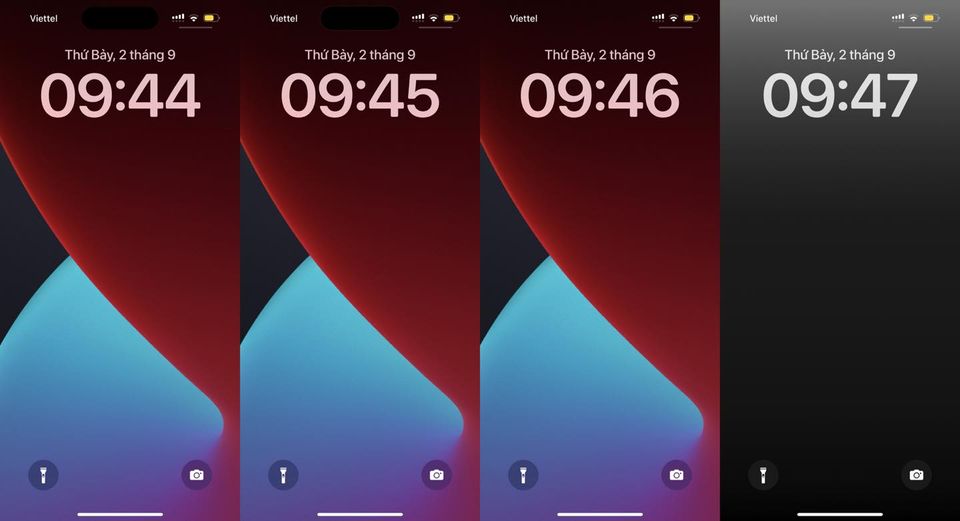 Viettel
Thứ Bảy, 2 tháng 9
09:44
Viettel
Thứ Bảy, 2 tháng 9
09:45
Viettel
Thứ Bảy, 2 tháng 9
09:46
Viettel
Thứ Bảy, 2 tháng 9
09:47